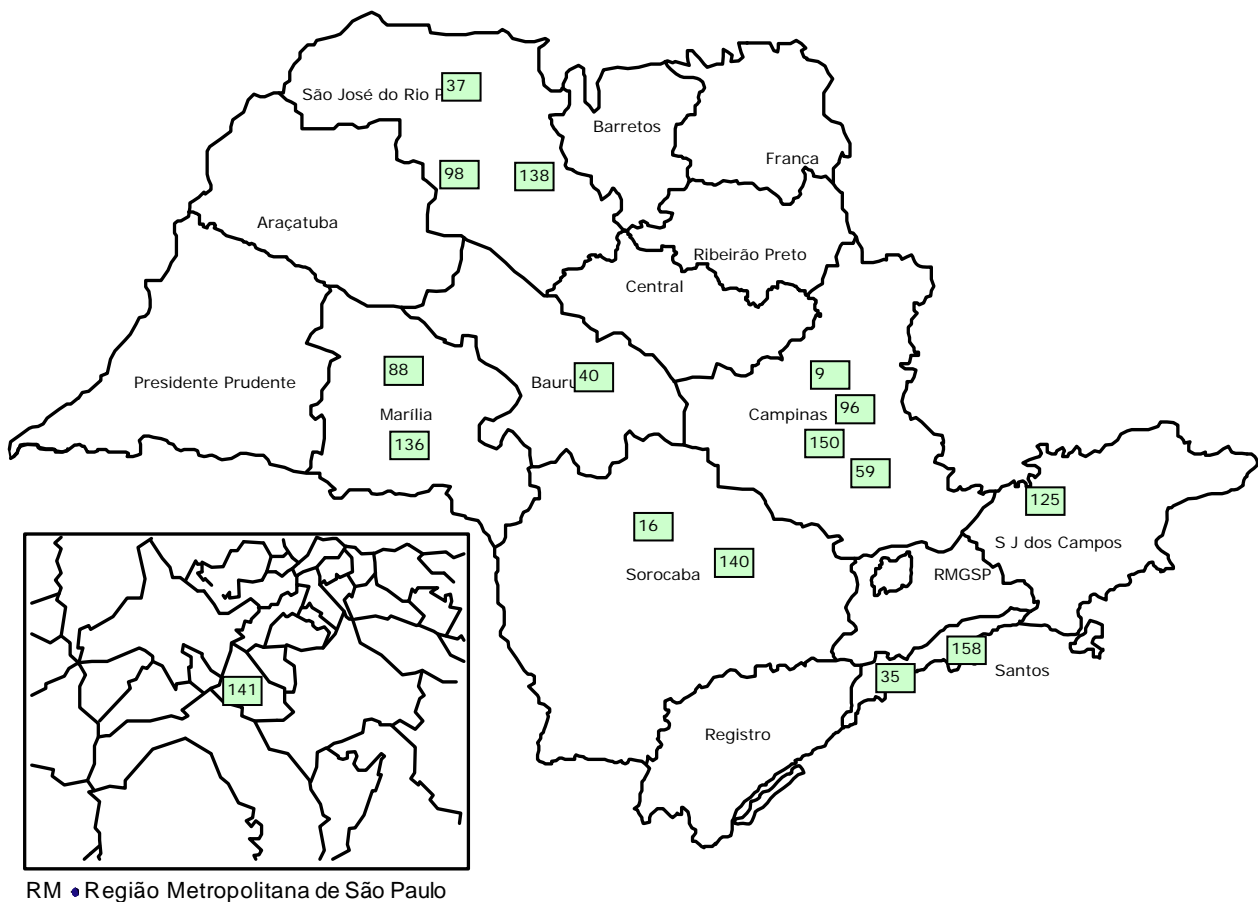 37
São José do Rio P
Barretos
França
98
138
Araçatuba
Ribeirão Preto
Central
88
Bauru
40
9
Presidente Prudente
Marília
Campinas
96
136
150
59
125
16
S J dos Campos
140
Sorocaba
RMGSP
158
35
Santos
141
Registro
RM • Região Metropolitana de São Paulo